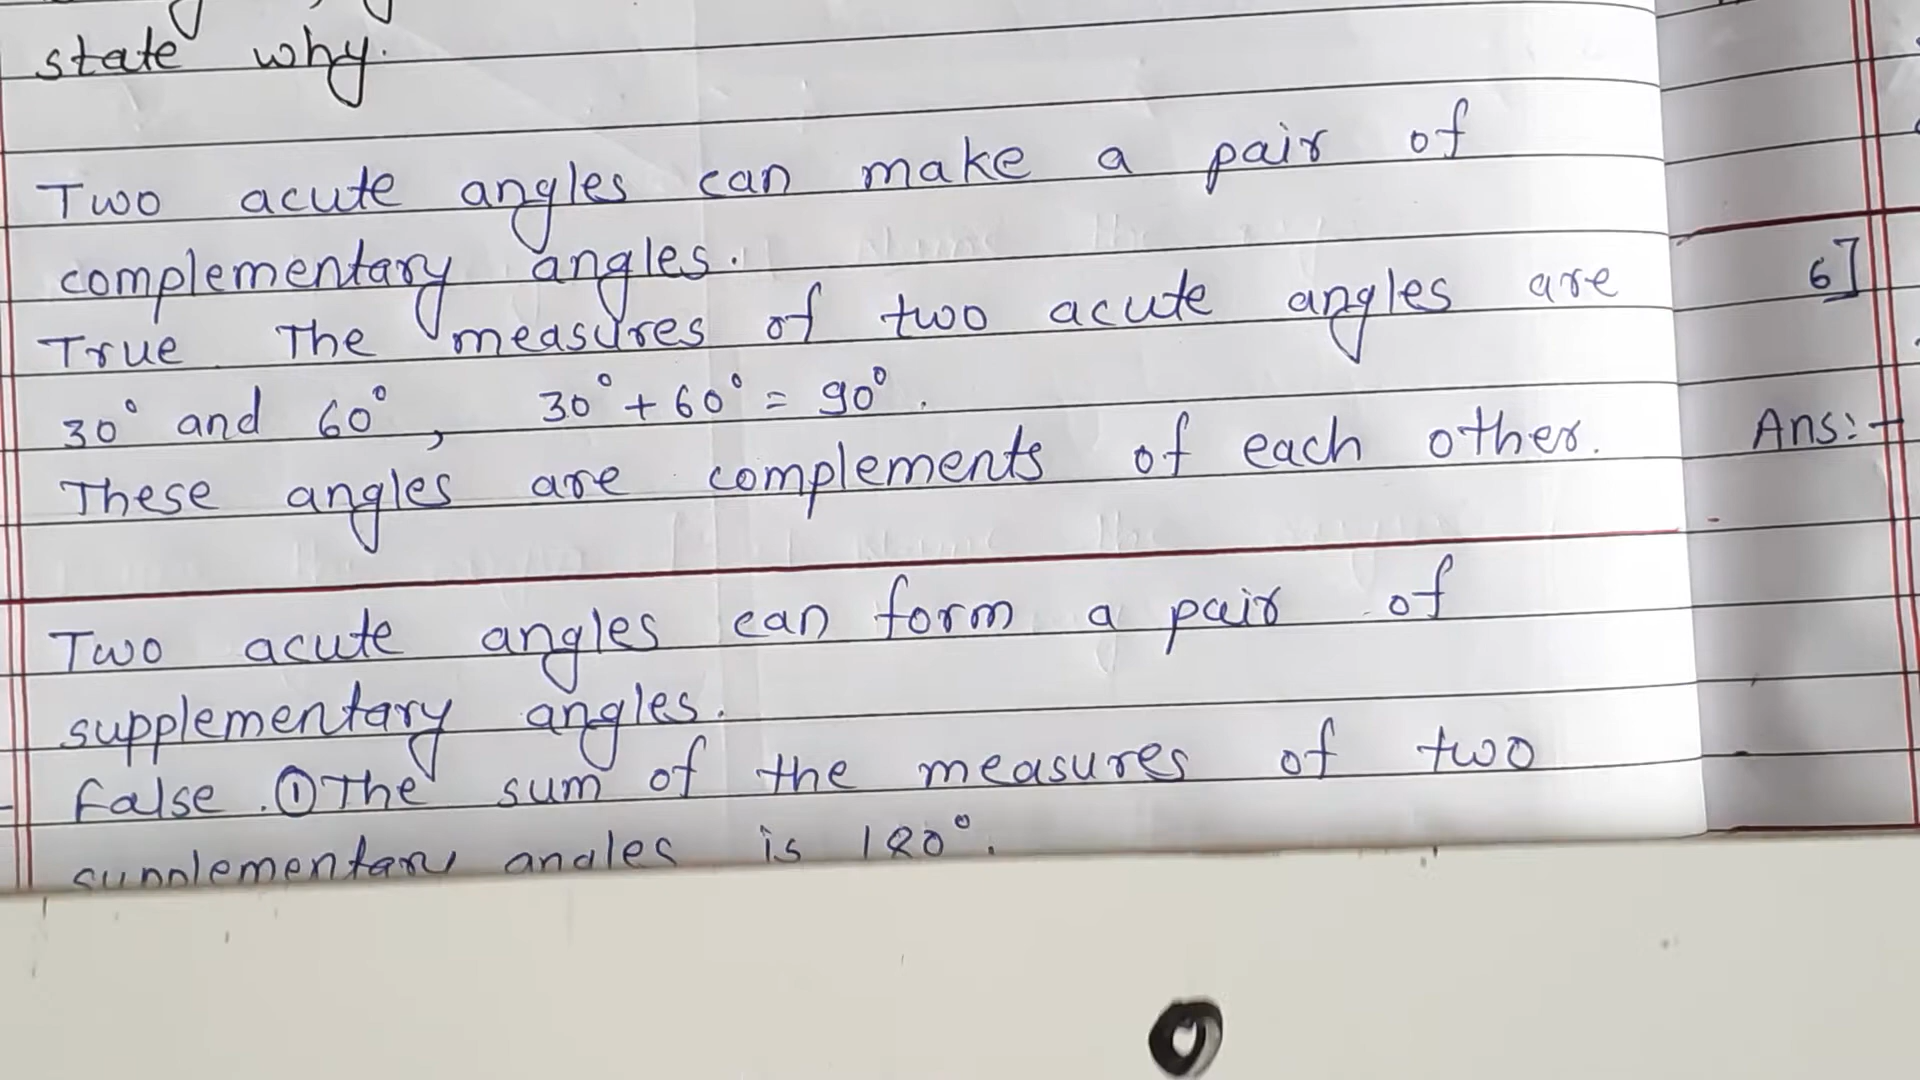 state why.
Two acute angles can make a pair of
complementary angles.
True. The measures of two acute angles are
30° and 60°, 30° + 60° = 90°.
These angles are complements of each other.
Two acute angles can form a pair of
supplementary angles.
False. ① The sum of the measures of two
supplementary angles is 180°.
6]
Ans:-